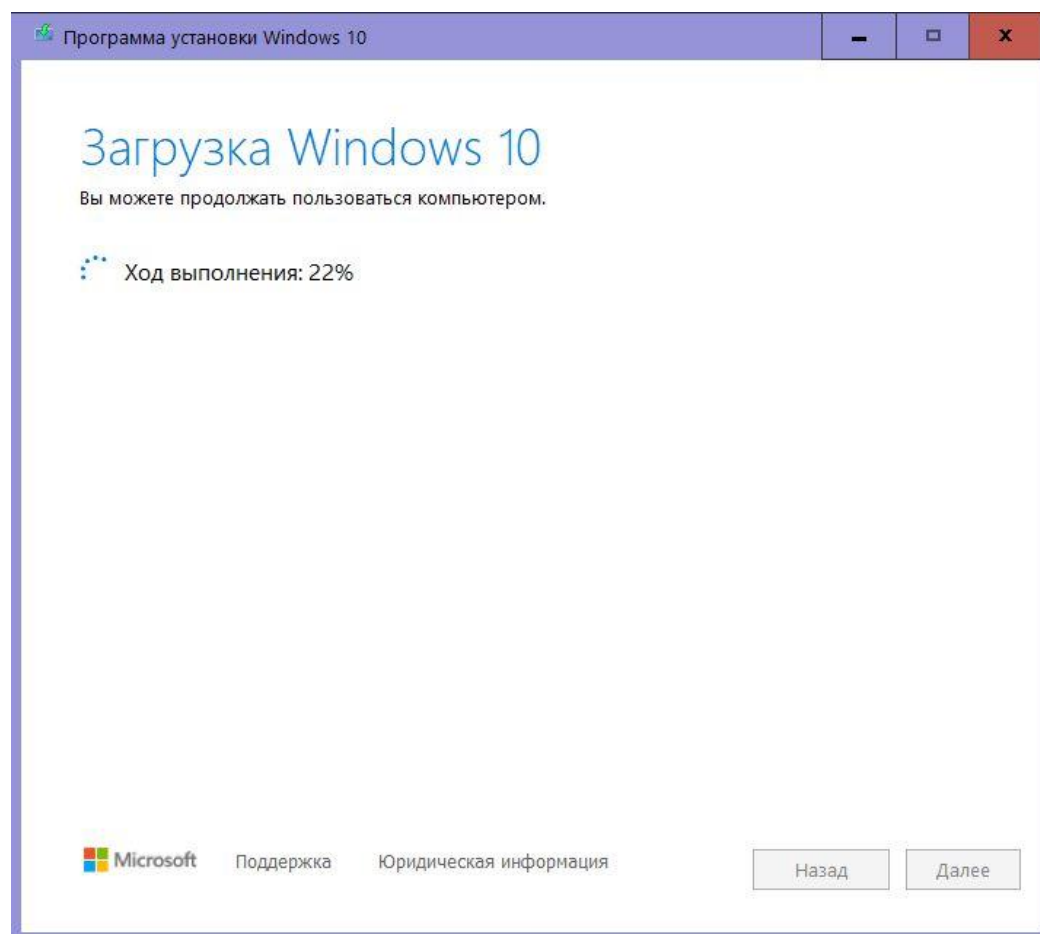 Программа установки Windows 10
Загрузка Windows 10
Вы можете продолжать пользоваться компьютером.
Ход выполнения: 22%
Microsoft Поддержка Юридическая информация Назад Далее